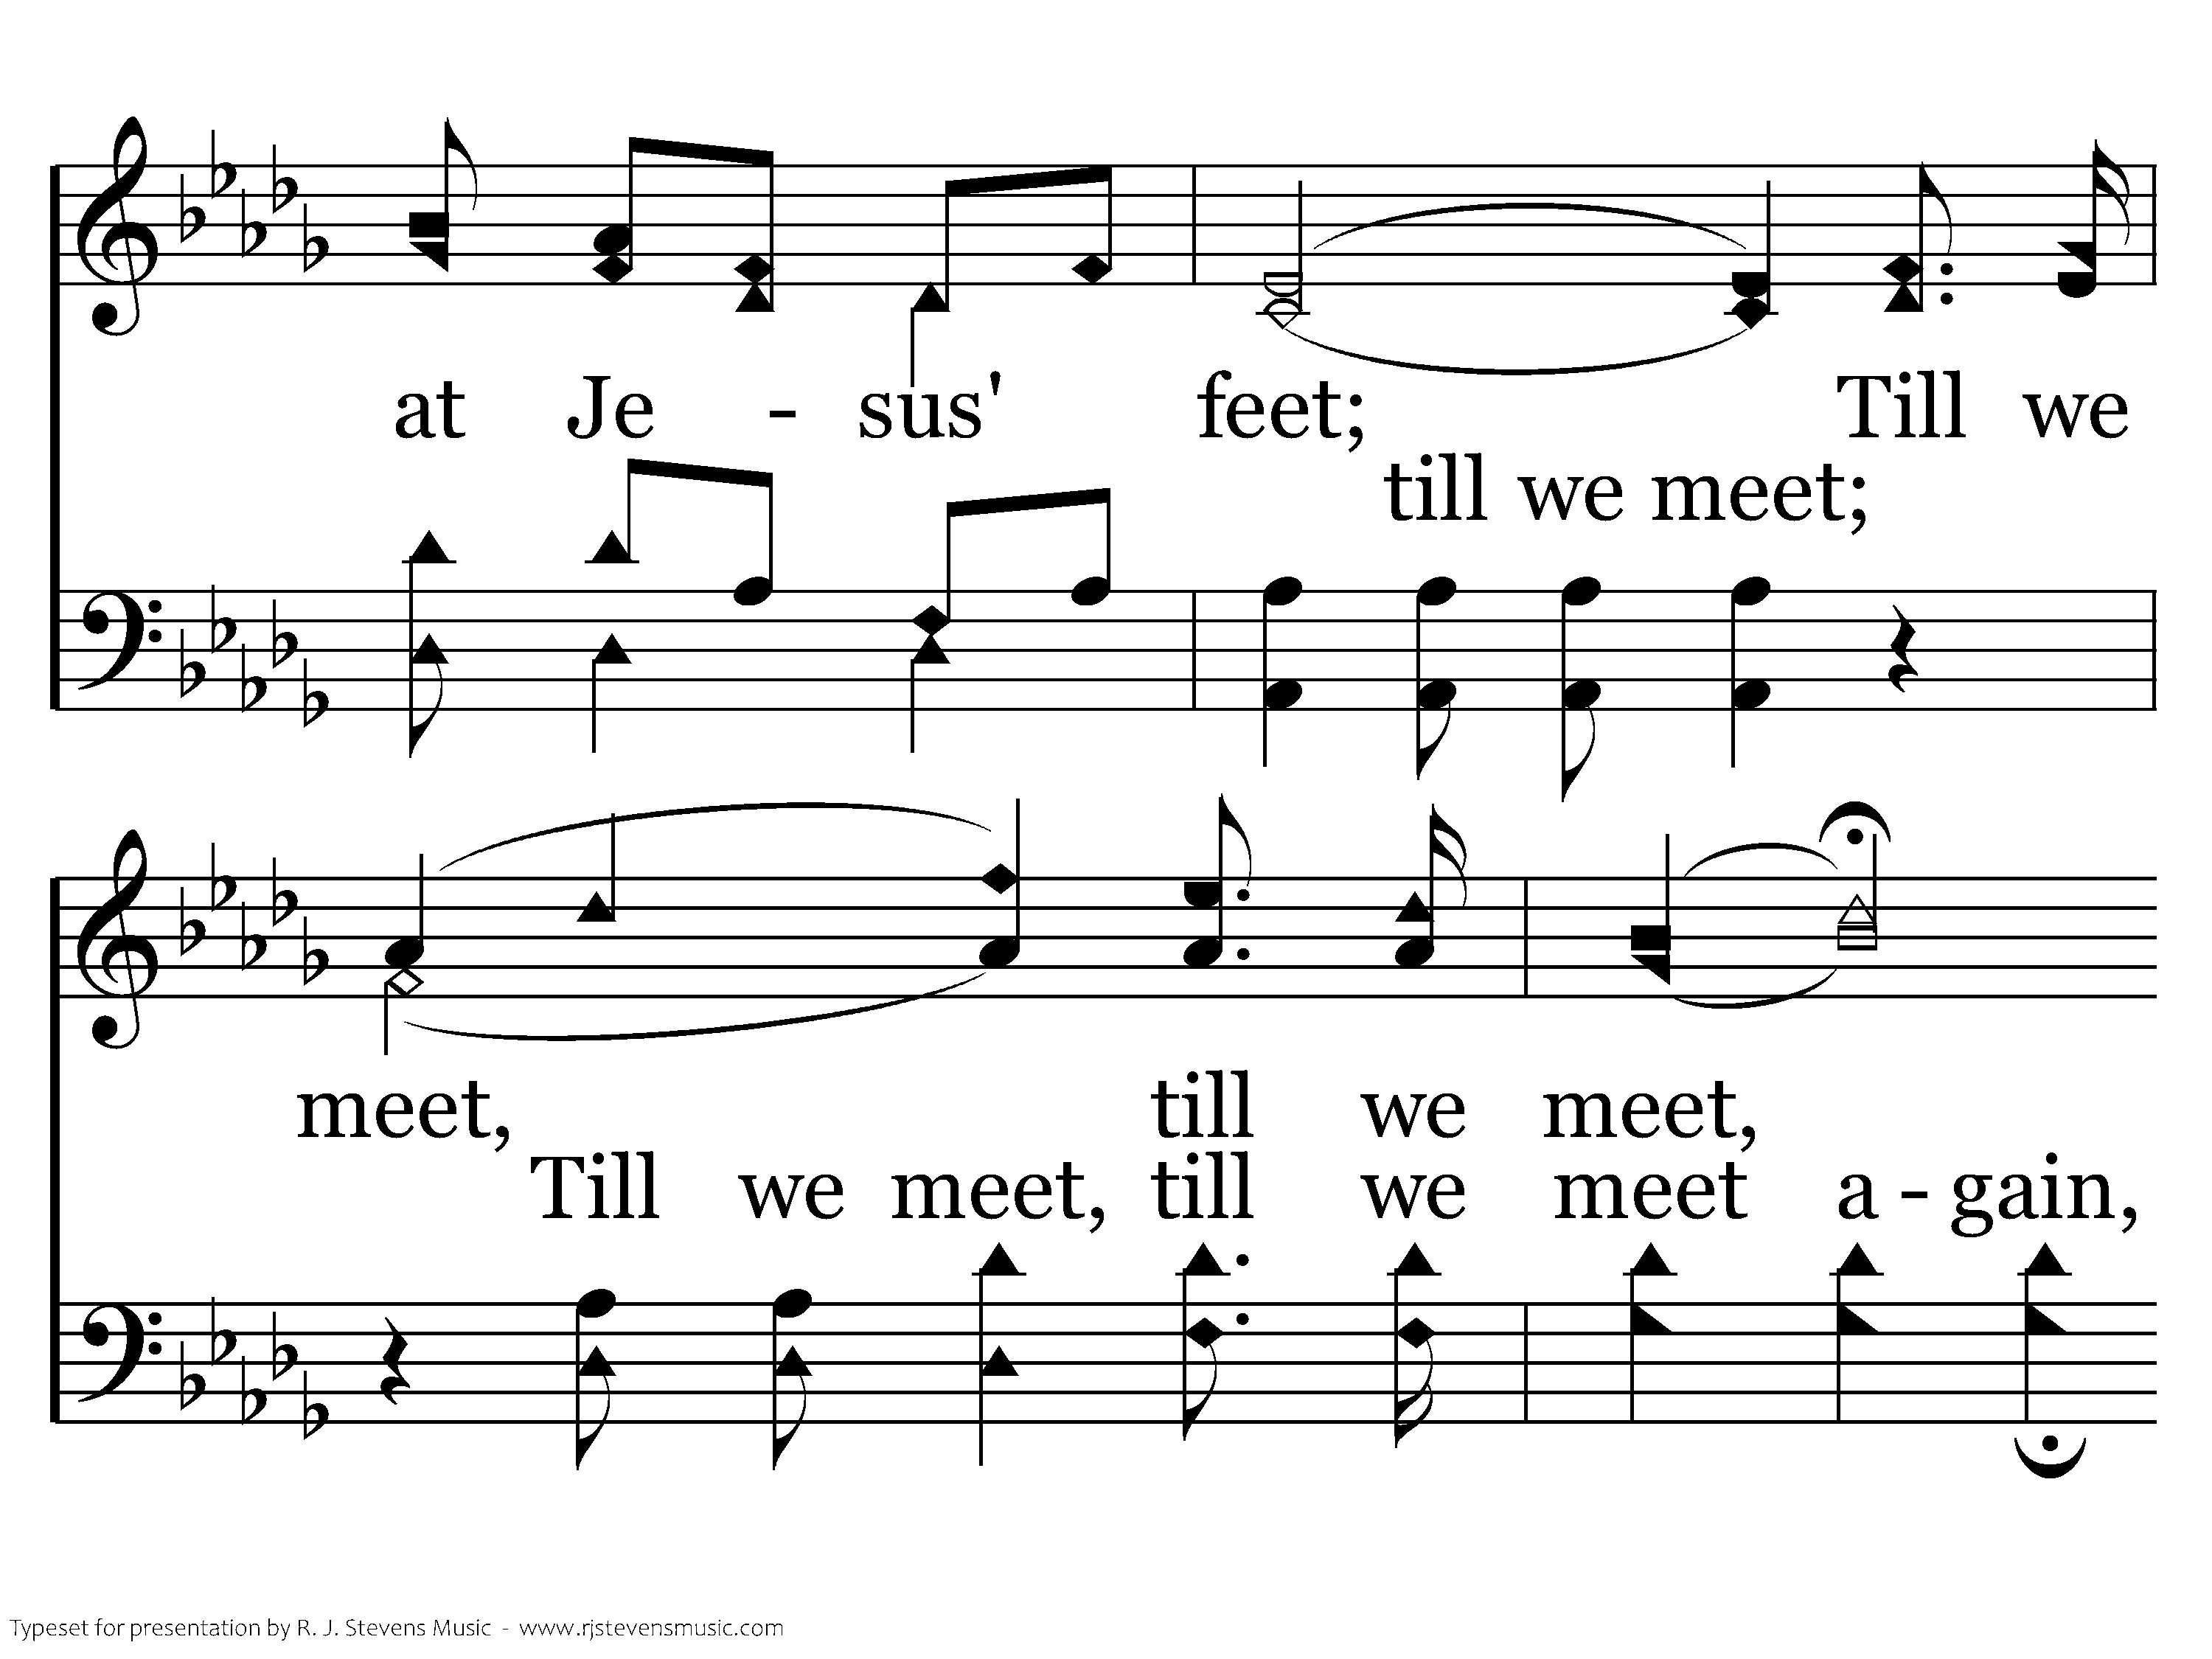 at Je - sus' feet; Till we
till we meet;
meet, till we meet,
Till we meet, till we meet a - gain,
Typeset for presentation by R. J. Stevens Music - www.rjstevensmusic.com